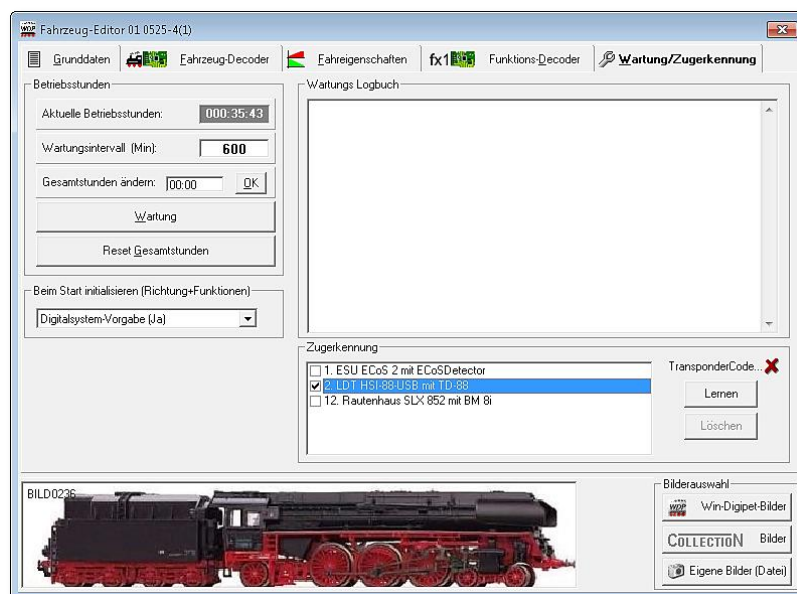 Fahrzeug-Editor 01 0525-4(1)
Grunddaten
Fahrzeug-Decoder
Fahreigenschaften
fx1
Funktions-Decoder
Wartung/Zugerkennung
Betriebsstunden
Aktuelle Betriebsstunden: 000:35:43
Wartungsintervall (Min): 600
Gesamtstunden ändern: 00:00 OK
Wartung
Reset Gesamtstunden
Beim Start initialisieren (Richtung+Funktionen)
Digitalsystem-Vorgabe (Ja)
Wartungs Logbuch
Zugerkennung
1. ESU ECoS 2 mit ECoSDetector
2. LDT HSI-88-USB mit TD-88
12. Rautenhaus SLX 852 mit BM 8i
TransponderCode...
Lernen
Löschen
BILD0236
Bilderauswahl
WDP Win-Digipet-Bilder
COLLECTION Bilder
Eigene Bilder (Datei)